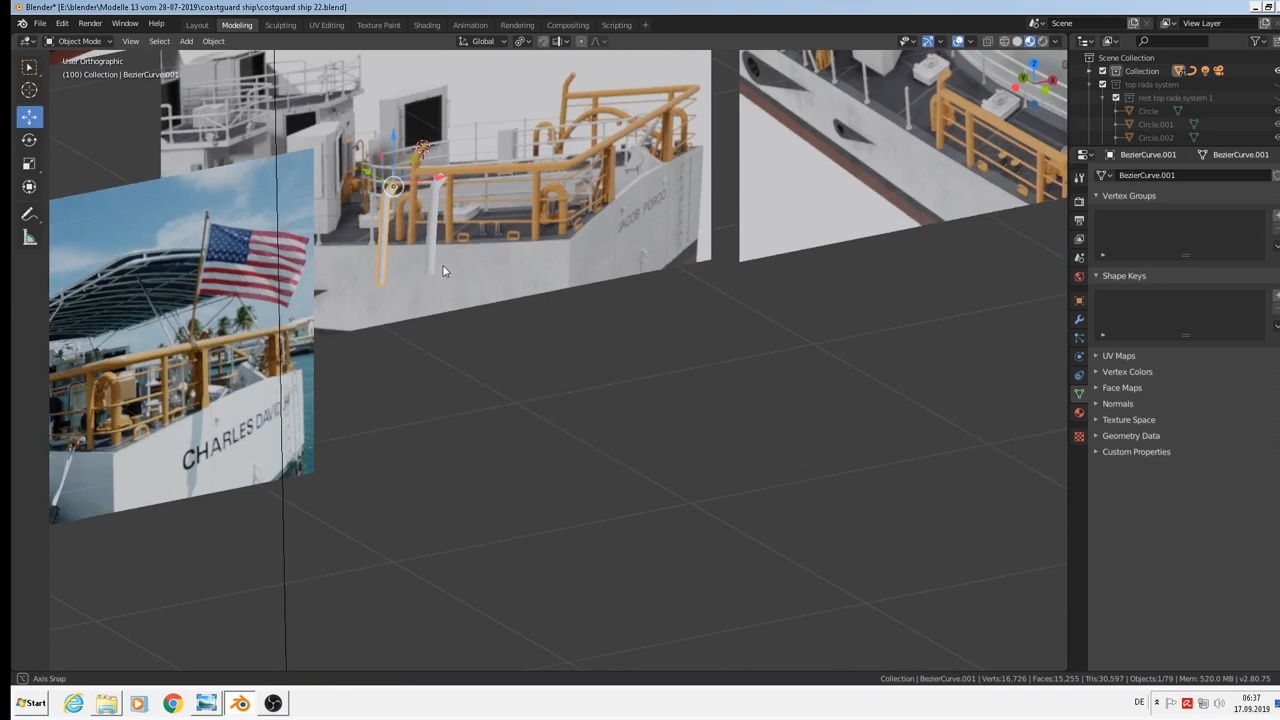 Blender* [E:\blender\Modelle 13 vom 28-07-2019\coastguard ship\costguard ship 22.blend]
File Edit Render Window Help Layout Modeling Sculpting UV Editing Texture Paint Shading Animation Rendering Compositing Scripting + Scene View Layer
Object Mode View Select Add Object Global
User Orthographic
(100) Collection | BezierCurve.001
Scene Collection
Collection
top rada system
rest top rada system 1
Circle
Circle.001
Circle.002
BezierCurve.001 BezierCurve.001
BezierCurve.001
Vertex Groups
Shape Keys
UV Maps
Vertex Colors
Face Maps
Normals
Texture Space
Geometry Data
Custom Properties
Z
Y
X
JACOB POROO
CHARLES DAVID
Axis Snap
Collection | BezierCurve.001 | Verts:16,726 | Faces:15,255 | Tris:30,597 | Objects:1/79 | Mem: 520.0 MB | v2.80.75
Start DE 06:37
17.09.2019